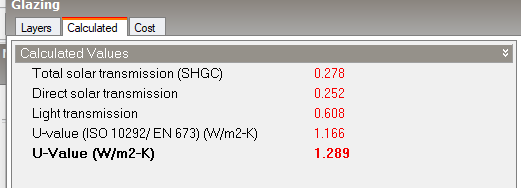 Glazing
Layers Calculated Cost
Calculated Values
Total solar transmission (SHGC) 0.278
Direct solar transmission 0.252
Light transmission 0.608
U-value (ISO 10292/ EN 673) (W/m2-K) 1.166
U-Value (W/m2-K) 1.289